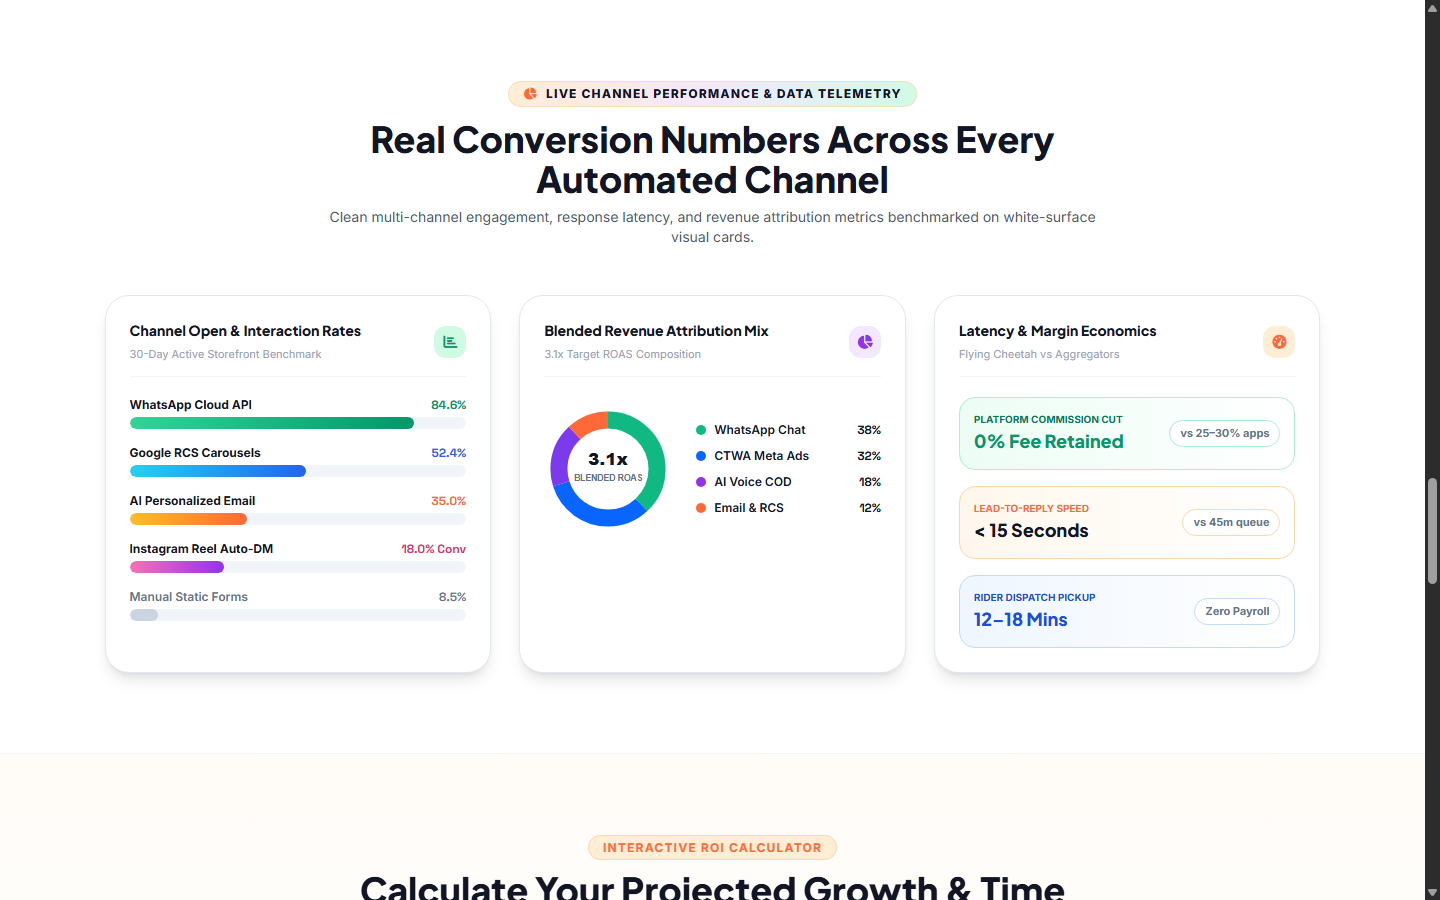 LIVE CHANNEL PERFORMANCE & DATA TELEMETRY
Real Conversion Numbers Across Every
Automated Channel
Clean multi-channel engagement, response latency, and revenue attribution metrics benchmarked on white-surface
visual cards.
Channel Open & Interaction Rates
30-Day Active Storefront Benchmark
WhatsApp Cloud API 84.6%
Google RCS Carousels 52.4%
AI Personalized Email 35.0%
Instagram Reel Auto-DM 18.0% Conv
Manual Static Forms 8.5%
Blended Revenue Attribution Mix
3.1x Target ROAS Composition
3.1x
BLENDED ROAS
WhatsApp Chat 38%
CTWA Meta Ads 32%
AI Voice COD 18%
Email & RCS 12%
Latency & Margin Economics
Flying Cheetah vs Aggregators
PLATFORM COMMISSION CUT
0% Fee Retained
vs 25–30% apps
LEAD-TO-REPLY SPEED
< 15 Seconds
vs 45m queue
RIDER DISPATCH PICKUP
12–18 Mins
Zero Payroll
INTERACTIVE ROI CALCULATOR
Calculate Your Projected Growth & Time